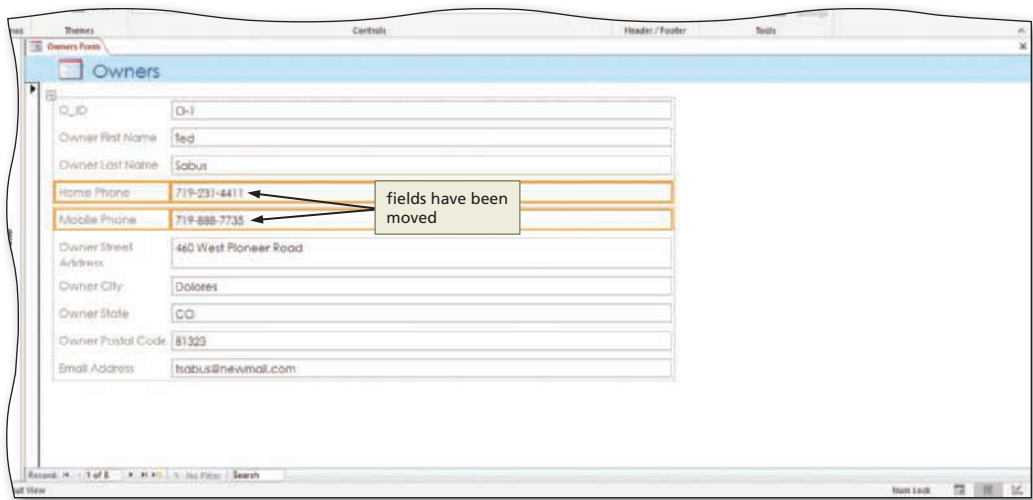 Themes Controls Header / Footer Tools
Owners Form
Owners
O_ID O-1
Owner First Name Ted
Owner Last Name Sabus
Home Phone 719-231-4411
Mobile Phone 719-888-7735
fields have been
moved
Owner Street
Address
460 West Pioneer Road
Owner City Dolores
Owner State CO
Owner Postal Code 81323
Email Address tsabus@newmail.com
Record: 1 of 8 No Filter Search
View Num Lock